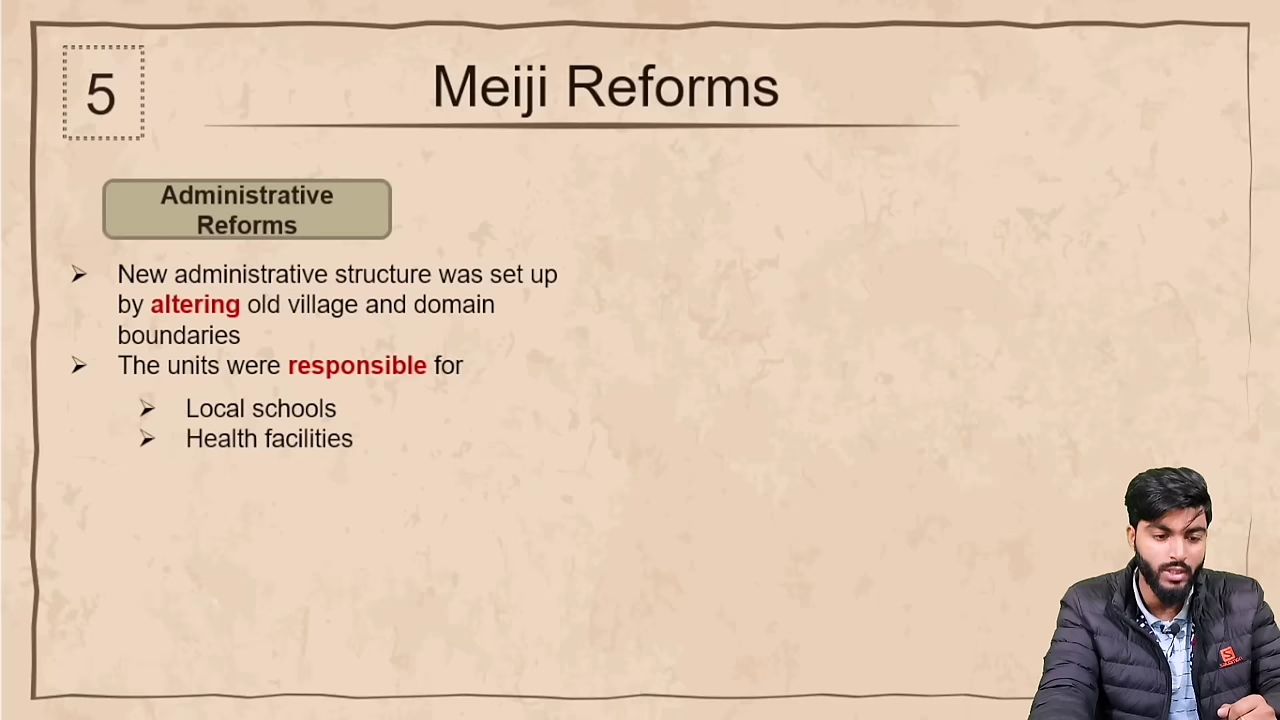 5
Meiji Reforms
Administrative
Reforms
➢ New administrative structure was set up
by altering old village and domain
boundaries
➢ The units were responsible for
➢ Local schools
➢ Health facilities